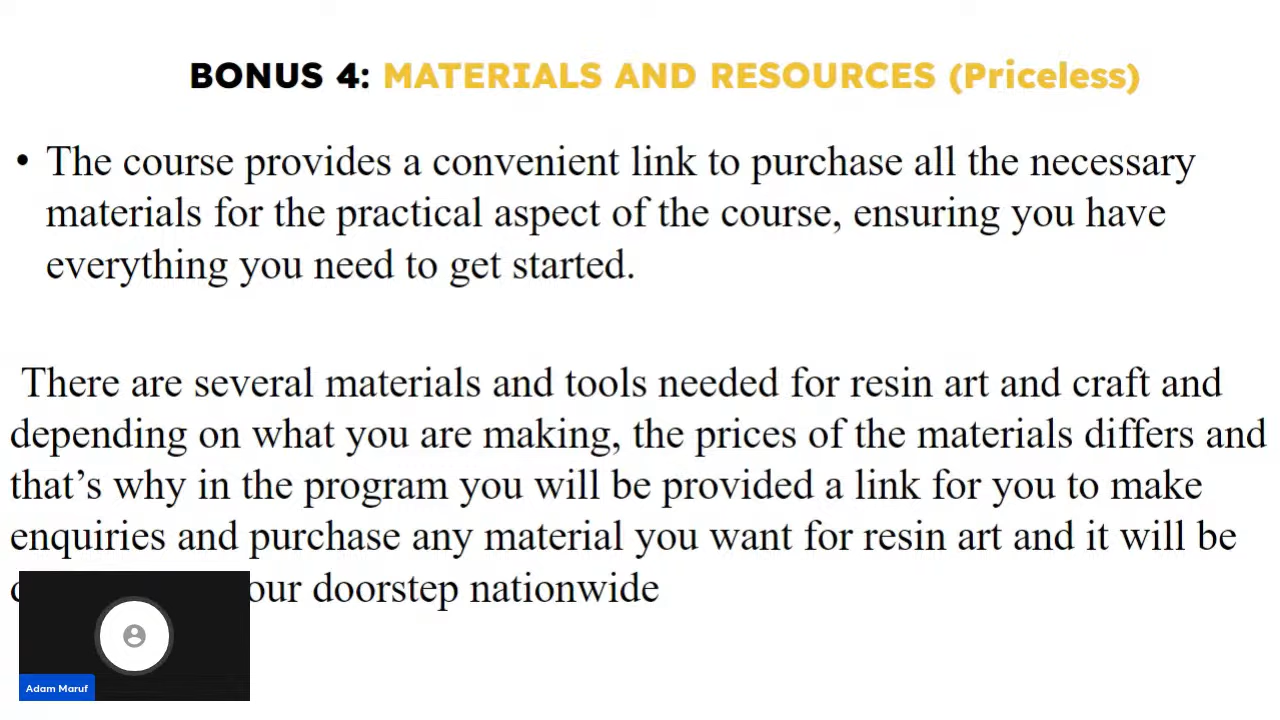 BONUS 4: MATERIALS AND RESOURCES (Priceless)
• The course provides a convenient link to purchase all the necessary
materials for the practical aspect of the course, ensuring you have
everything you need to get started.
There are several materials and tools needed for resin art and craft and
depending on what you are making, the prices of the materials differs and
that’s why in the program you will be provided a link for you to make
enquiries and purchase any material you want for resin art and it will be
doorstep nationwide
Adam Maruf